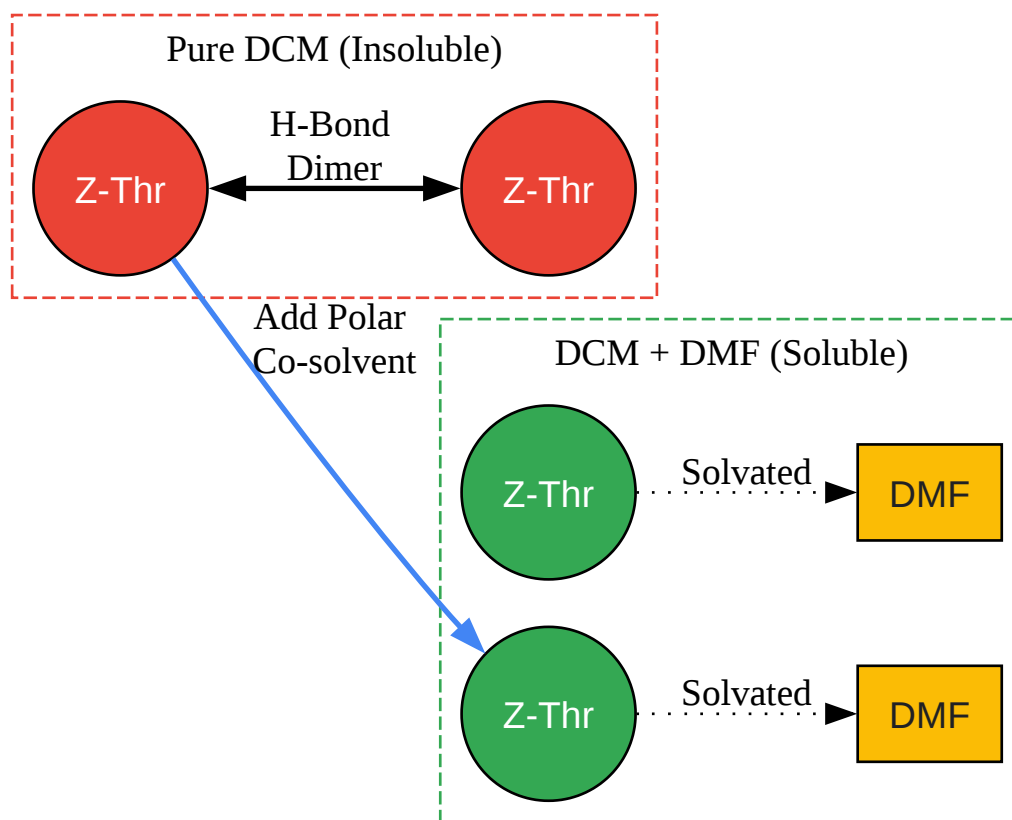 Pure DCM (Insoluble)
H-Bond
Dimer
Z-Thr
Z-Thr
Add Polar
Co-solvent
DCM + DMF (Soluble)
Z-Thr
Solvated
DMF
Z-Thr
Solvated
DMF